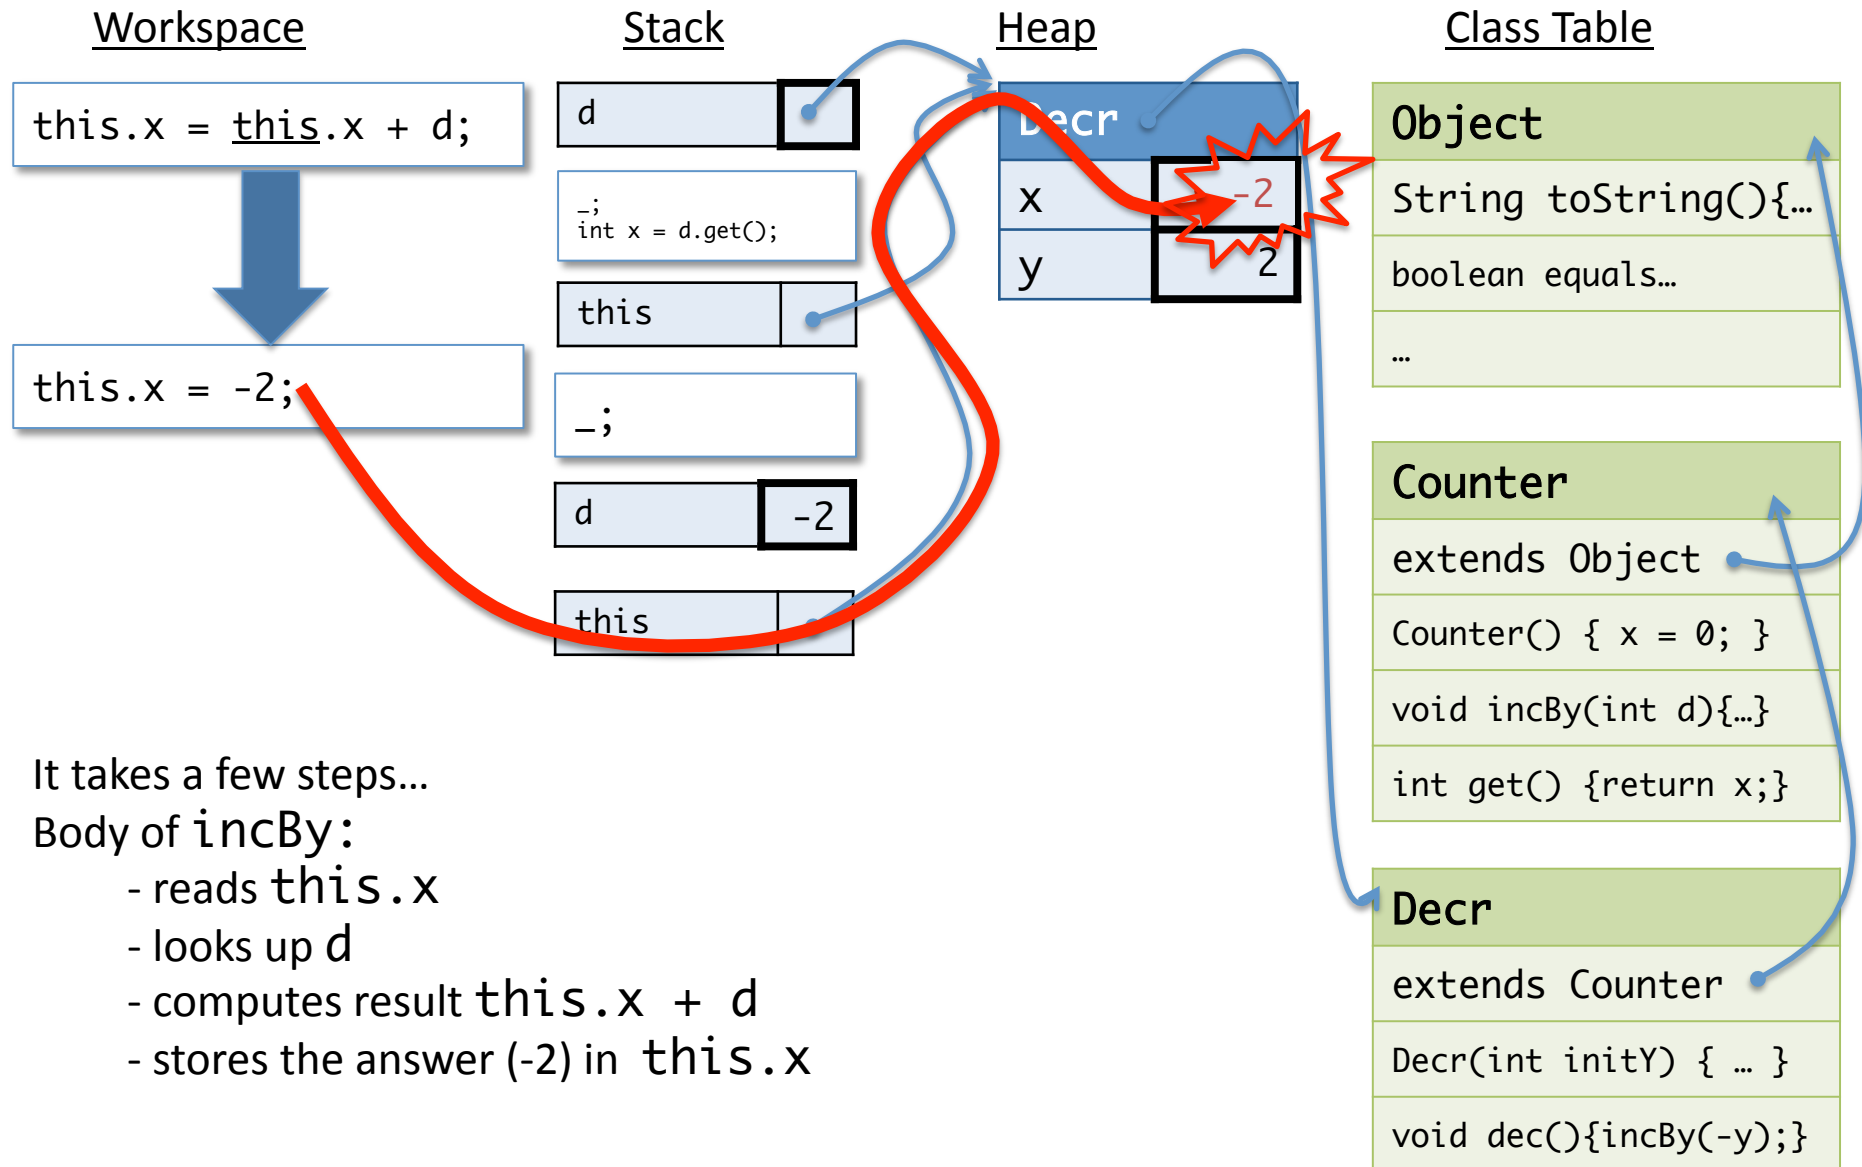 Workspace
this.x = this.x + d;
this.x = -2;
Stack
d
_;
int x = d.get();
this
_;
d -2
this
Heap
Decr
x -2
y 2
Class Table
Object
String toString(){…
boolean equals…
…
Counter
extends Object
Counter() { x = 0; }
void incBy(int d){…}
int get() {return x;}
Decr
extends Counter
Decr(int initY) { … }
void dec(){incBy(-y);}
It takes a few steps…
Body of incBy:
- reads this.x
- looks up d
- computes result this.x + d
- stores the answer (-2) in this.x